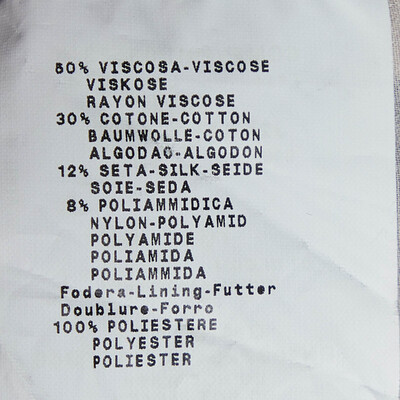 50% VISCOSA-VISCOSE
VISKOSE
RAYON VISCOSE
30% COTONE-COTTON
BAUMWOLLE-COTON
ALGODAO-ALGODON
12% SETA-SILK-SEIDE
SOIE-SEDA
8% POLIAMMIDICA
NYLON-POLYAMID
POLYAMIDE
POLIAMIDA
POLIAMMIDA
Fodera-Lining-Futter
Doublure-Forro
100% POLIESTERE
POLYESTER
POLIESTER